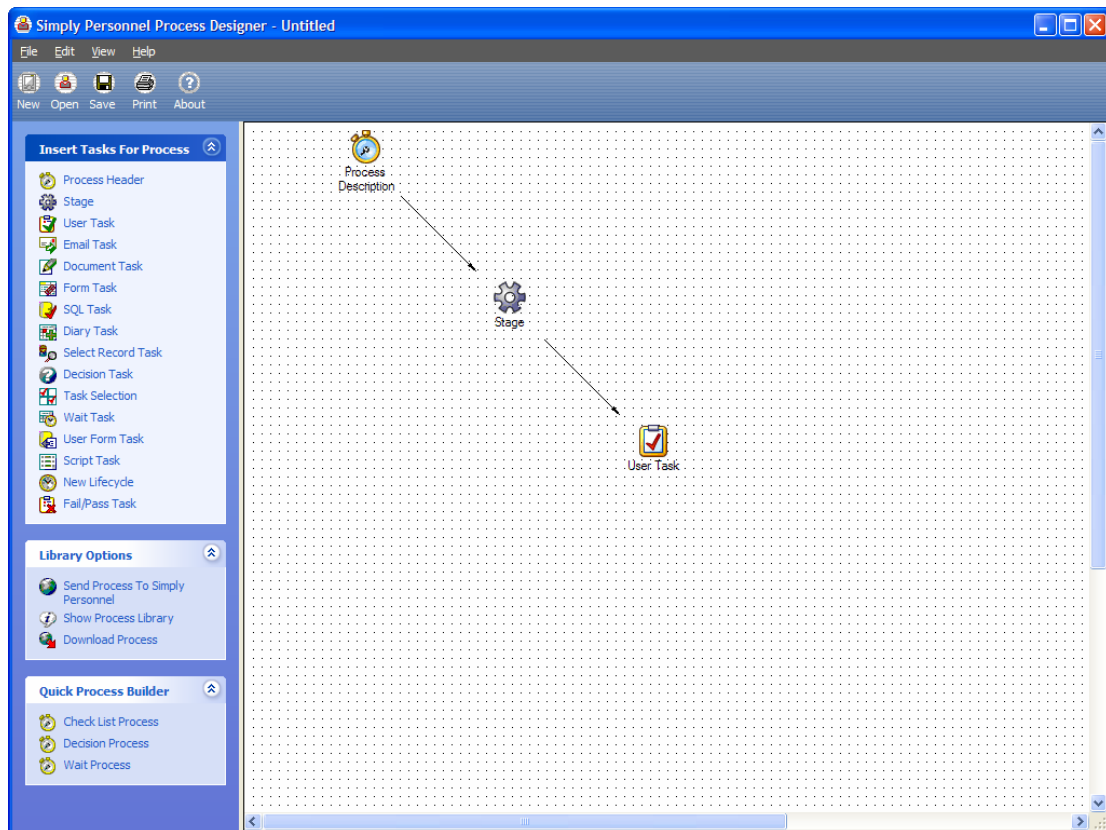 Simply Personnel Process Designer - Untitled
File Edit View Help
New Open Save Print About
Insert Tasks For Process
Process Header
Stage
User Task
Email Task
Document Task
Form Task
SQL Task
Diary Task
Select Record Task
Decision Task
Task Selection
Wait Task
User Form Task
Script Task
New Lifecycle
Fail/Pass Task
Library Options
Send Process To Simply
Personnel
Show Process Library
Download Process
Quick Process Builder
Check List Process
Decision Process
Wait Process
Process
Description
Stage
User Task